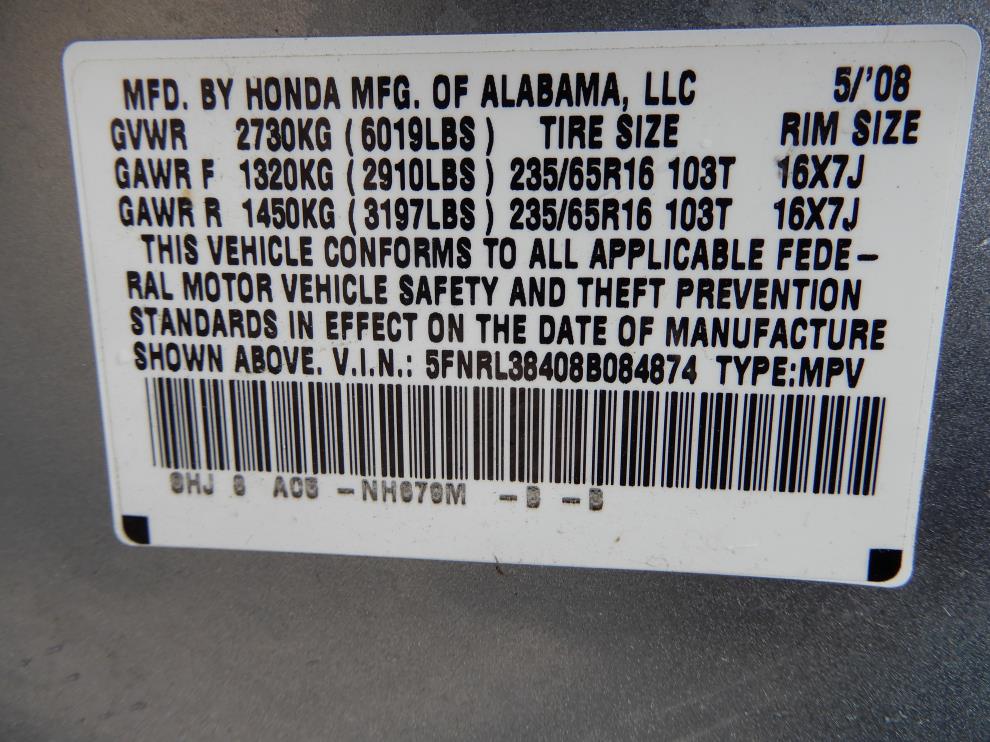 MFD. BY HONDA MFG. OF ALABAMA, LLC 5/'08
GVWR 2730KG (6019LBS) TIRE SIZE RIM SIZE
GAWR F 1320KG (2910LBS) 235/65R16 103T 16X7J
GAWR R 1450KG (3197LBS) 235/65R16 103T 16X7J
THIS VEHICLE CONFORMS TO ALL APPLICABLE FEDE-
RAL MOTOR VEHICLE SAFETY AND THEFT PREVENTION
STANDARDS IN EFFECT ON THE DATE OF MANUFACTURE
SHOWN ABOVE. V.I.N.: 5FNRL38408B084874 TYPE:MPV